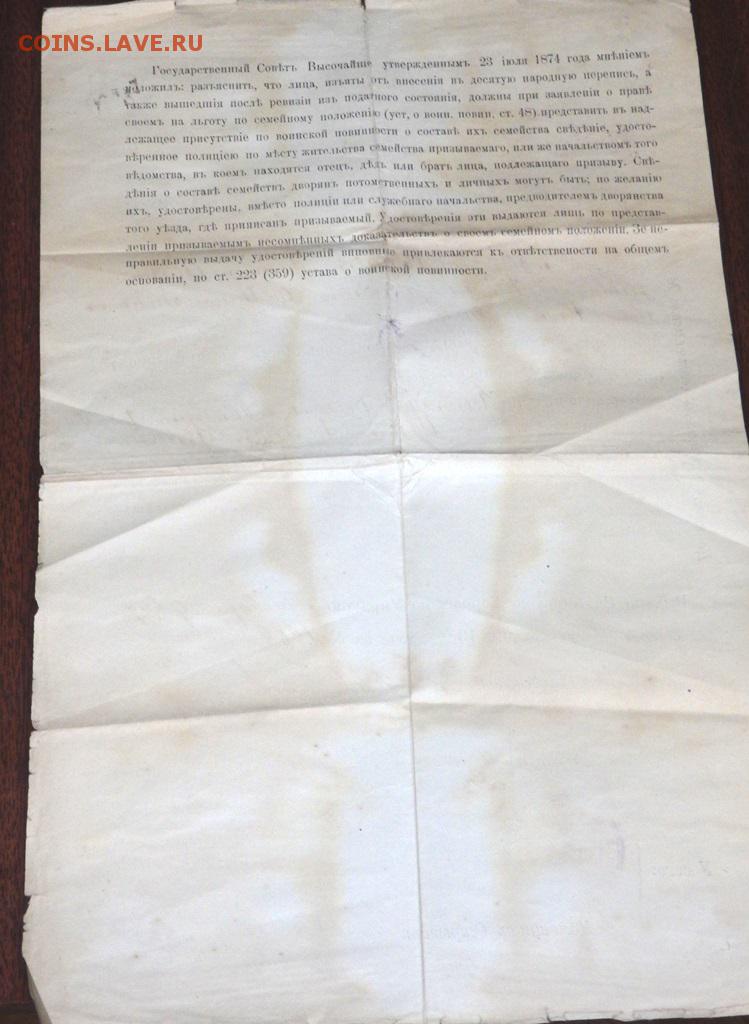 COINS.LAVE.RU
Государственный Совѣтъ Высочайше утвержденнымъ 23 іюля 1874 года мнѣніемъ
положилъ: разъяснить, что лица, изъяты отъ внесенія въ десятую народную перепись, а
также вышедшія послѣ ревизіи изъ податного состоянія, должны при заявленіи о правѣ
своемъ на льготу по семейному положенію (уст, о воин. повин. ст. 48) представить въ над-
лежащее присутствіе по воинской повинности о составѣ ихъ семейства свѣдѣніе, удосто-
вѣренное полиціею по мѣсту жительства семейства призываемаго, или же начальствомъ того
вѣдомства, въ коемъ находятся отецъ, дѣдъ или братъ лица, подлежащаго призыву. Свѣ-
дѣнія о составѣ семействъ дворянъ потомственныхъ и личныхъ могутъ быть; по желанію
ихъ, удостовѣрены, вмѣсто полиціи или служебнаго начальства, предводителемъ дворянства
того уѣзда, гдѣ приписанъ призываемый. Удостовѣренія эти выдаются лишь по представ-
леніи призываемымъ несомнѣнныхъ доказательствъ о своемъ семейномъ положеніи. Зе не-
правильную выдачу удостовѣреній виновные привлекаются къ отвѣтствености на общемъ
основаніи, по ст. 223 (359) устава о воинской повинности.